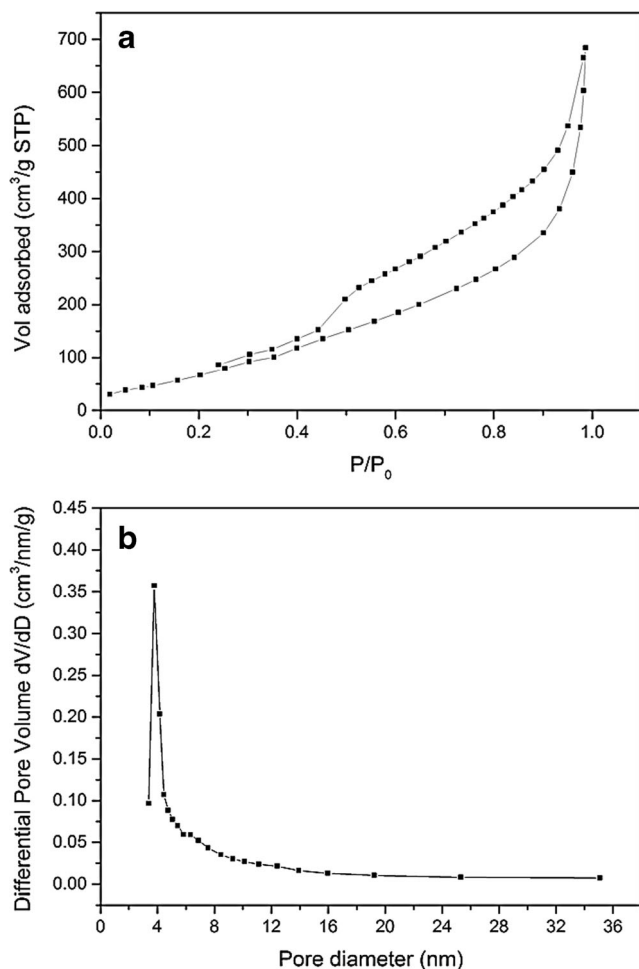 a
Vol adsorbed (cm³/g STP)
700
600
500
400
300
200
100
0
0.0 0.2 0.4 0.6 0.8 1.0
P/P₀
b
Differential Pore Volume dV/dD (cm³/nm/g)
0.45
0.40
0.35
0.30
0.25
0.20
0.15
0.10
0.05
0.00
0 4 8 12 16 20 24 28 32 36
Pore diameter (nm)